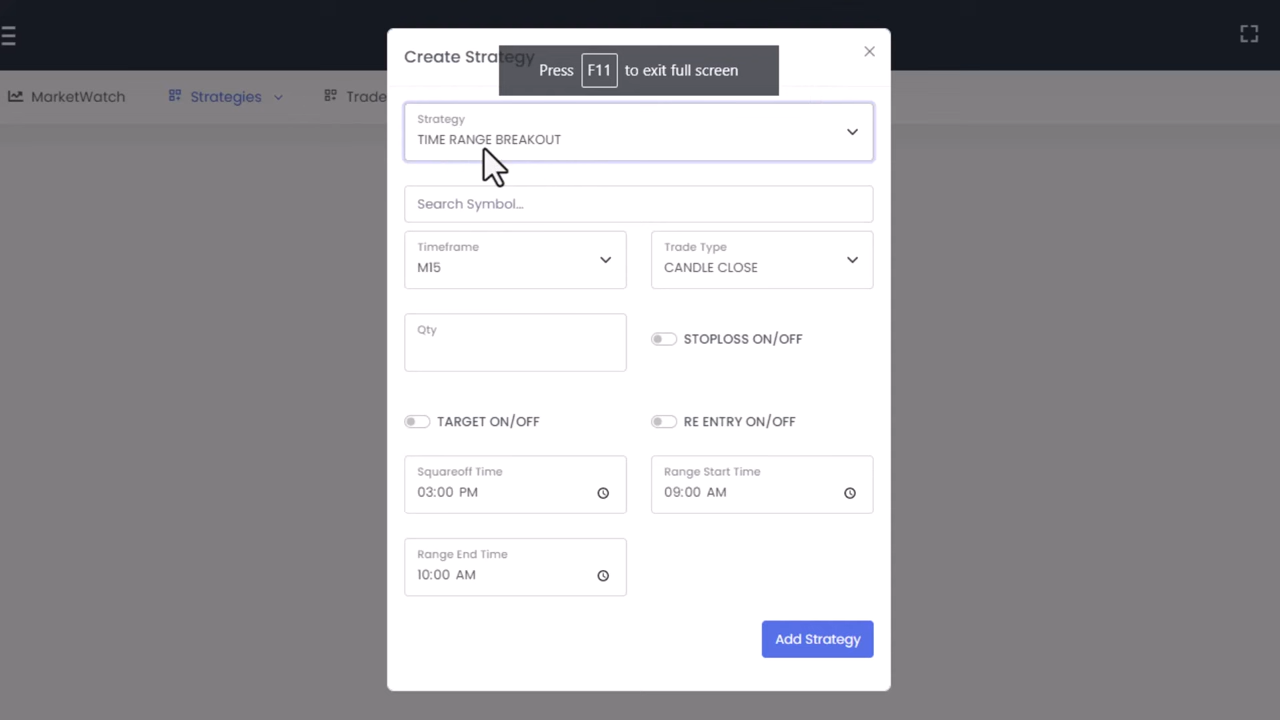 Create Strategy
Press F11 to exit full screen
MarketWatch
Strategies
Trade
Strategy
TIME RANGE BREAKOUT
Search Symbol...
Timeframe
M15
Trade Type
CANDLE CLOSE
Qty
STOPLOSS ON/OFF
TARGET ON/OFF
RE ENTRY ON/OFF
Squareoff Time
03:00 PM
Range Start Time
09:00 AM
Range End Time
10:00 AM
Add Strategy